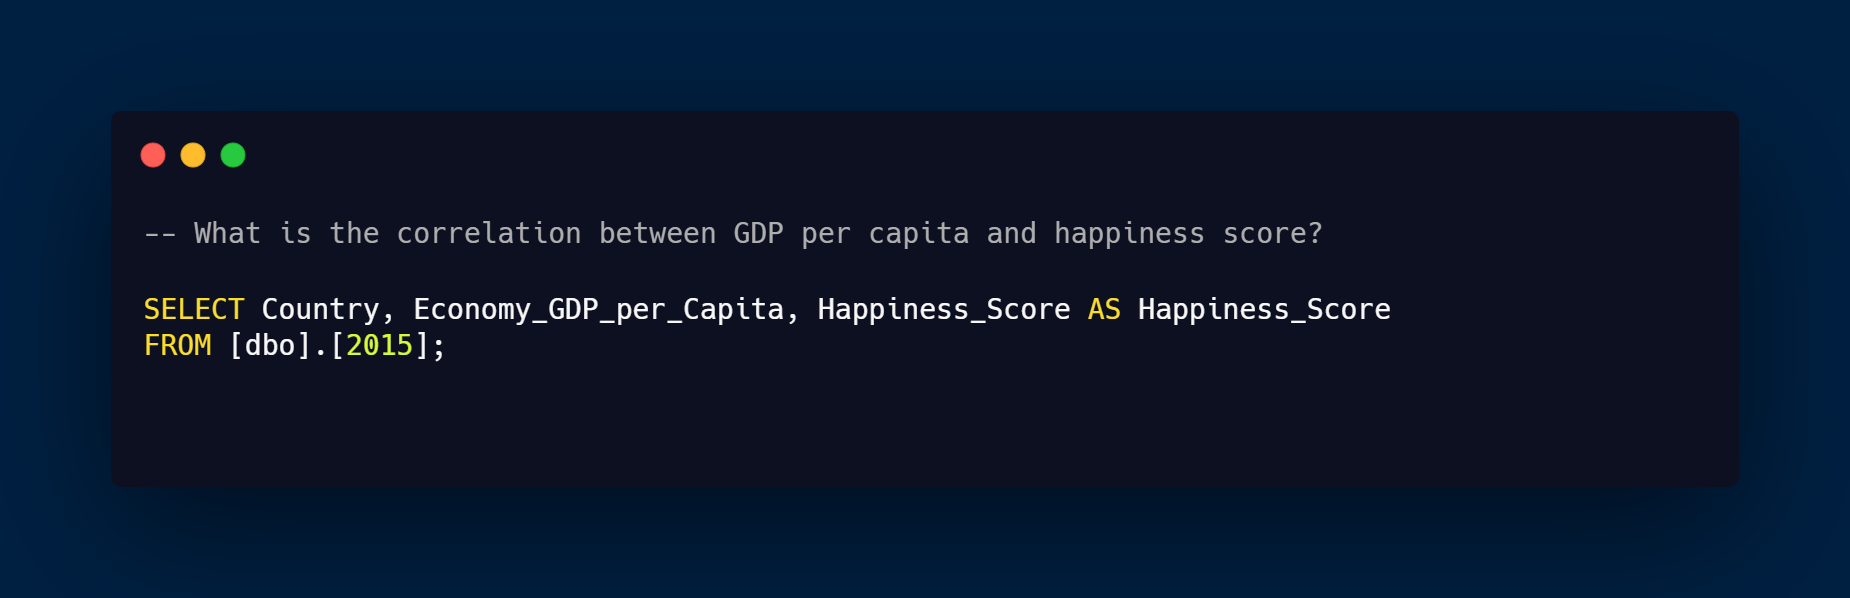 -- What is the correlation between GDP per capita and happiness score?
SELECT Country, Economy_GDP_per_Capita, Happiness_Score AS Happiness_Score
FROM [dbo].[2015];